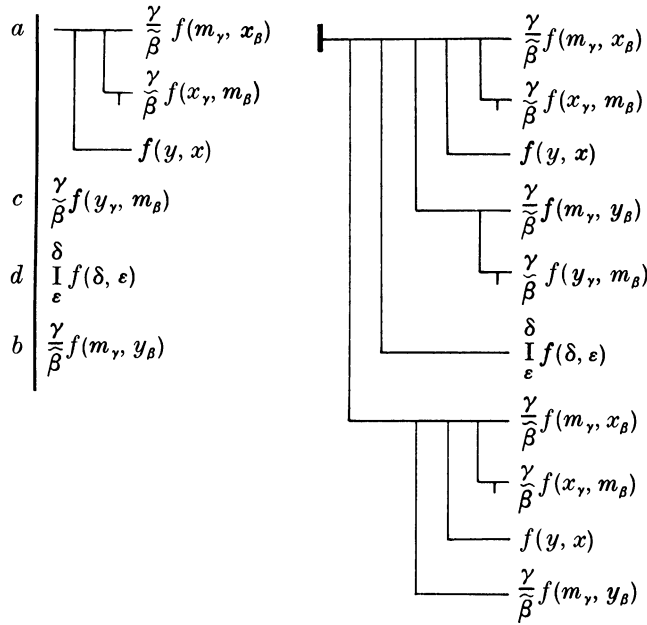 a γ/β̃ f(m_γ, x_β)
γ/β̃ f(x_γ, m_β)
f(y, x)
c γ/β̃ f(y_γ, m_β)
d δ I ε f(δ, ε)
b γ/β̃ f(m_γ, y_β)
γ/β̃ f(m_γ, x_β)
γ/β̃ f(x_γ, m_β)
f(y, x)
γ/β̃ f(m_γ, y_β)
γ/β̃ f(y_γ, m_β)
δ I ε f(δ, ε)
γ/β̃ f(m_γ, x_β)
γ/β̃ f(x_γ, m_β)
f(y, x)
γ/β̃ f(m_γ, y_β)